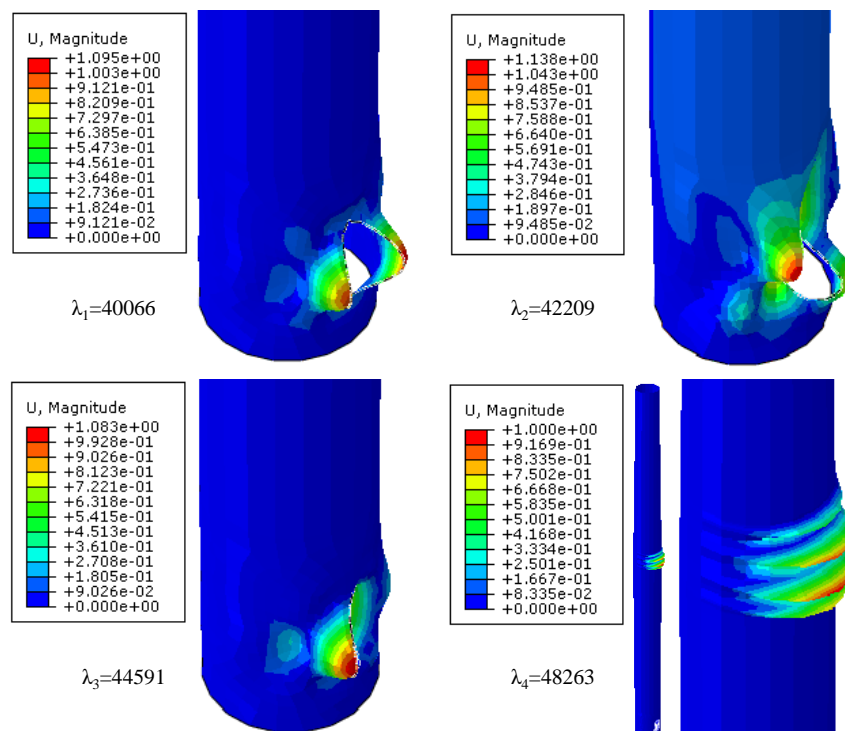 U, Magnitude
+1.095e+00
+1.003e+00
+9.121e-01
+8.209e-01
+7.297e-01
+6.385e-01
+5.473e-01
+4.561e-01
+3.648e-01
+2.736e-01
+1.824e-01
+9.121e-02
+0.000e+00
λ₁=40066
U, Magnitude
+1.138e+00
+1.043e+00
+9.485e-01
+8.537e-01
+7.588e-01
+6.640e-01
+5.691e-01
+4.743e-01
+3.794e-01
+2.846e-01
+1.897e-01
+9.485e-02
+0.000e+00
λ₂=42209
U, Magnitude
+1.083e+00
+9.928e-01
+9.026e-01
+8.123e-01
+7.221e-01
+6.318e-01
+5.415e-01
+4.513e-01
+3.610e-01
+2.708e-01
+1.805e-01
+9.026e-02
+0.000e+00
λ₃=44591
U, Magnitude
+1.000e+00
+9.169e-01
+8.335e-01
+7.502e-01
+6.668e-01
+5.835e-01
+5.001e-01
+4.168e-01
+3.334e-01
+2.501e-01
+1.667e-01
+8.335e-02
+0.000e+00
λ₄=48263